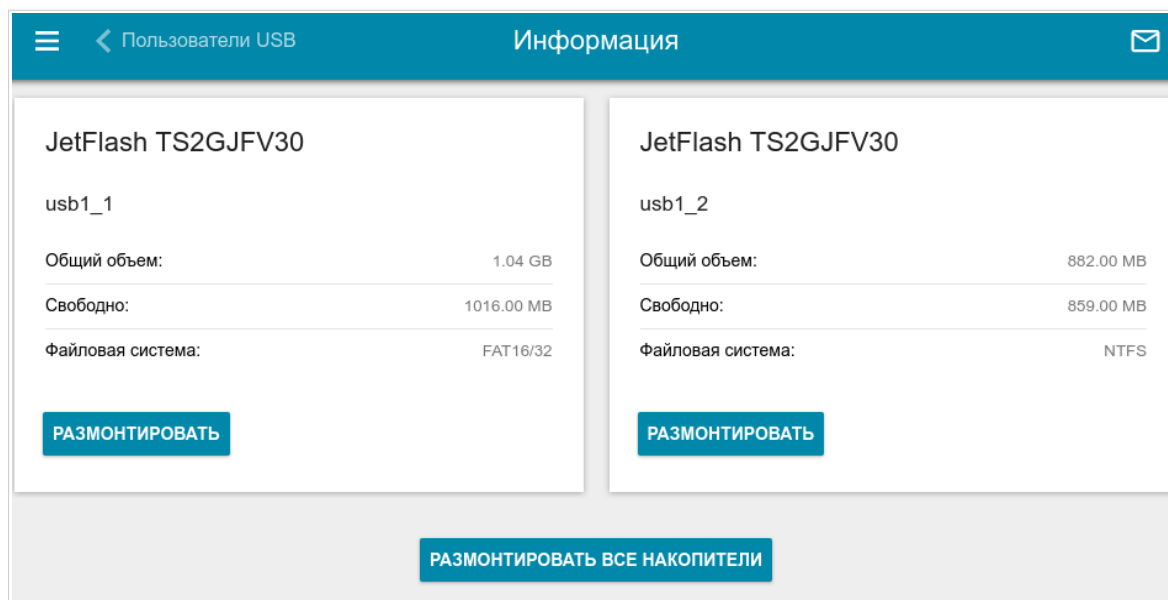 Пользователи USB
Информация
JetFlash TS2GJFV30
usb1_1
Общий объем: 1.04 GB
Свободно: 1016.00 MB
Файловая система: FAT16/32
РАЗМОНТИРОВАТЬ
JetFlash TS2GJFV30
usb1_2
Общий объем: 882.00 MB
Свободно: 859.00 MB
Файловая система: NTFS
РАЗМОНТИРОВАТЬ
РАЗМОНТИРОВАТЬ ВСЕ НАКОПИТЕЛИ